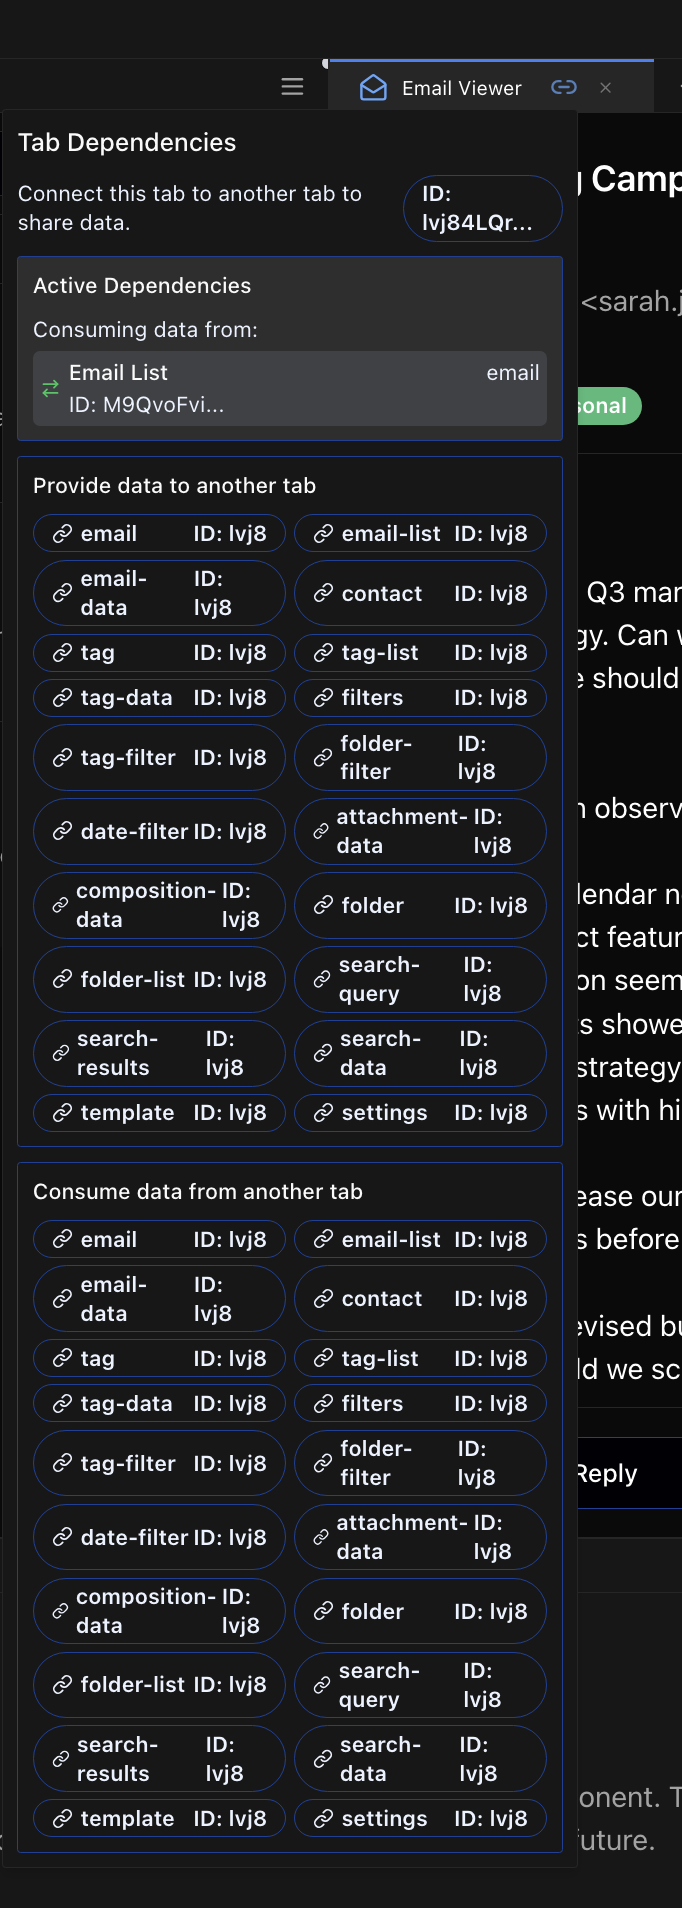 Email Viewer
Tab Dependencies
Connect this tab to another tab to
share data.
ID:
lvj84LQr...
Active Dependencies
Consuming data from:
Email List
email
ID: M9QvoFvi...
Provide data to another tab
email ID: lvj8
email-list ID: lvj8
email-
data
ID:
lvj8
contact ID: lvj8
tag ID: lvj8
tag-list ID: lvj8
tag-data ID: lvj8
filters ID: lvj8
tag-filter ID: lvj8
folder-
filter
ID:
lvj8
date-filter ID: lvj8
attachment-
data
ID:
lvj8
composition-
data
ID:
lvj8
folder ID: lvj8
folder-list ID: lvj8
search-
query
ID:
lvj8
search-
results
ID:
lvj8
search-
data
ID:
lvj8
template ID: lvj8
settings ID: lvj8
Consume data from another tab
email ID: lvj8
email-list ID: lvj8
email-
data
ID:
lvj8
contact ID: lvj8
tag ID: lvj8
tag-list ID: lvj8
tag-data ID: lvj8
filters ID: lvj8
tag-filter ID: lvj8
folder-
filter
ID:
lvj8
date-filter ID: lvj8
attachment-
data
ID:
lvj8
composition-
data
ID:
lvj8
folder ID: lvj8
folder-list ID: lvj8
search-
query
ID:
lvj8
search-
results
ID:
lvj8
search-
data
ID:
lvj8
template ID: lvj8
settings ID: lvj8
Camp
<sarah.j
sonal
Q3 mar
gy. Can
should
observ
lendar n
ct featur
on seem
s showe
strategy
s with hi
ease our
s before
evised bu
ld we sc
Reply
onent. T
uture.